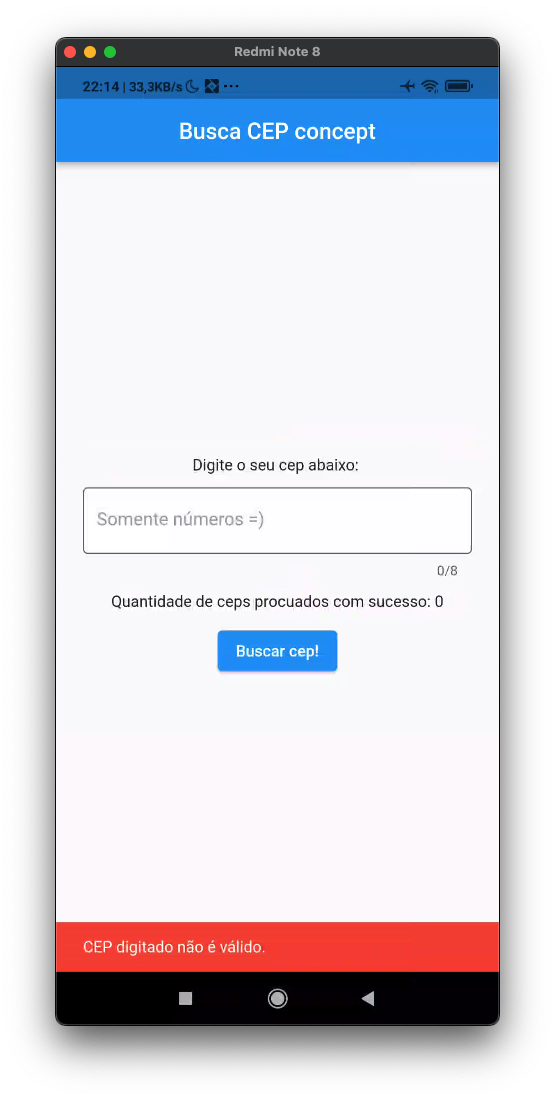 Redmi Note 8
22:14 | 33,3KB/s
Busca CEP concept
Digite o seu cep abaixo:
Somente números =)
0/8
Quantidade de ceps procuados com sucesso: 0
Buscar cep!
CEP digitado não é válido.